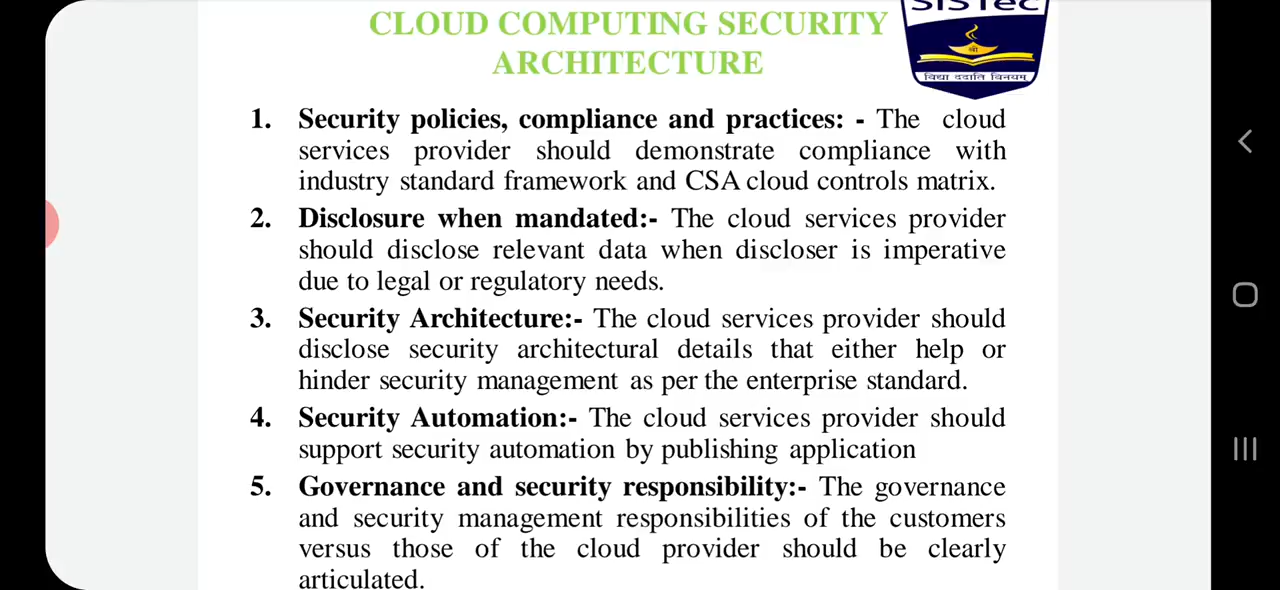 SISTec
CLOUD COMPUTING SECURITY
ARCHITECTURE
श्री
विद्या ददाति विनयम्
1. Security policies, compliance and practices: - The cloud
services provider should demonstrate compliance with
industry standard framework and CSA cloud controls matrix.
2. Disclosure when mandated:- The cloud services provider
should disclose relevant data when discloser is imperative
due to legal or regulatory needs.
3. Security Architecture:- The cloud services provider should
disclose security architectural details that either help or
hinder security management as per the enterprise standard.
4. Security Automation:- The cloud services provider should
support security automation by publishing application
5. Governance and security responsibility:- The governance
and security management responsibilities of the customers
versus those of the cloud provider should be clearly
articulated.